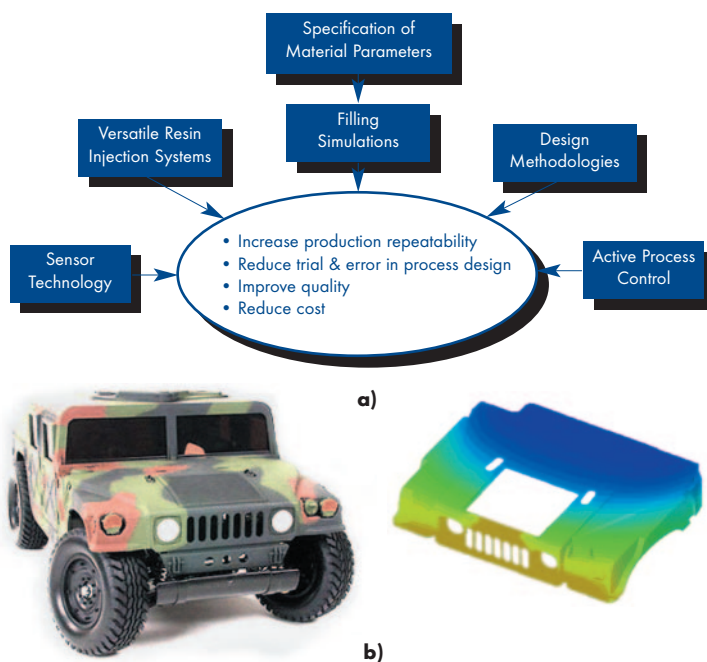 Specification of
Material Parameters
Filling
Simulations
Versatile Resin
Injection Systems
Design
Methodologies
Sensor
Technology
• Increase production repeatability
• Reduce trial & error in process design
• Improve quality
• Reduce cost
Active Process
Control
a)
b)